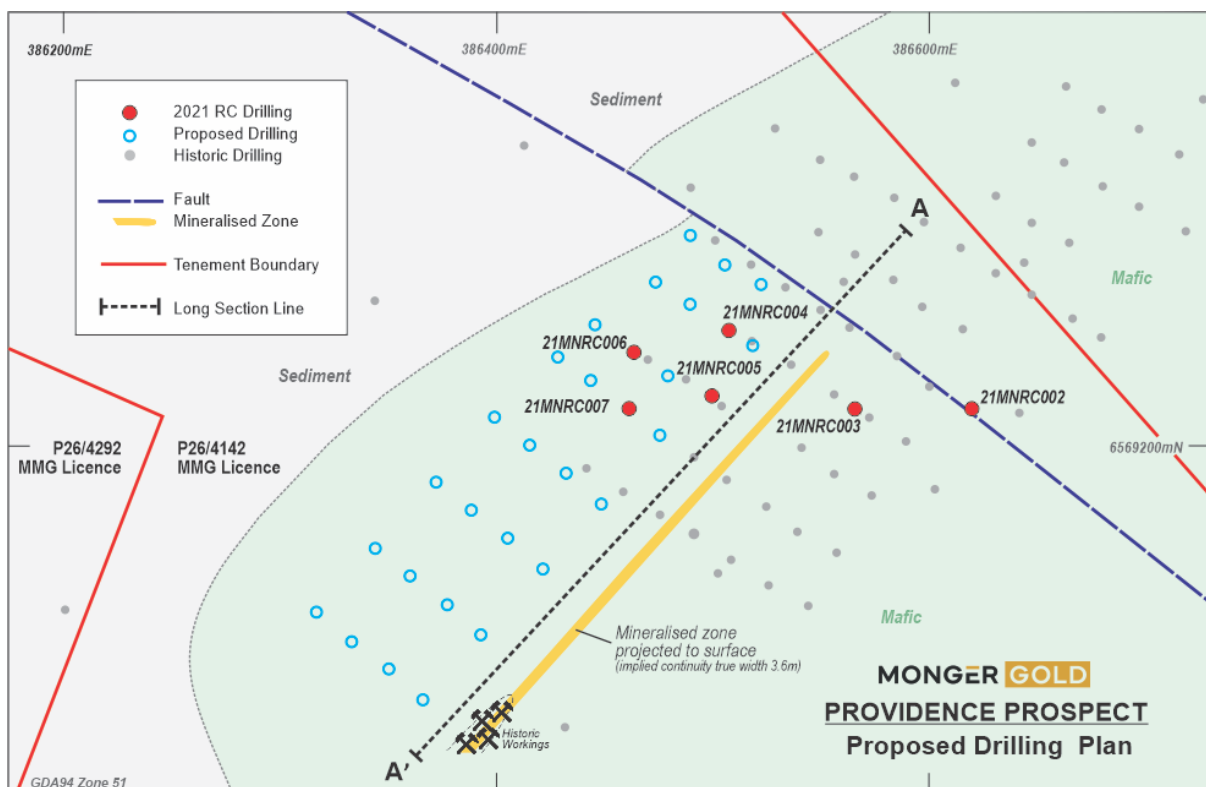 386200mE
386400mE
386600mE
2021 RC Drilling
Proposed Drilling
Historic Drilling
Fault
Mineralised Zone
Tenement Boundary
Long Section Line
Sediment
A
Mafic
21MNRC004
21MNRC006
21MNRC005
Sediment
21MNRC007
21MNRC003
21MNRC002
P26/4292
MMG Licence
P26/4142
MMG Licence
6569200mN
Mineralised zone
projected to surface
(implied continuity true width 3.6m)
Mafic
MONGER GOLD
PROVIDENCE PROSPECT
Proposed Drilling Plan
Historic
Workings
A'
GDA94 Zone 51